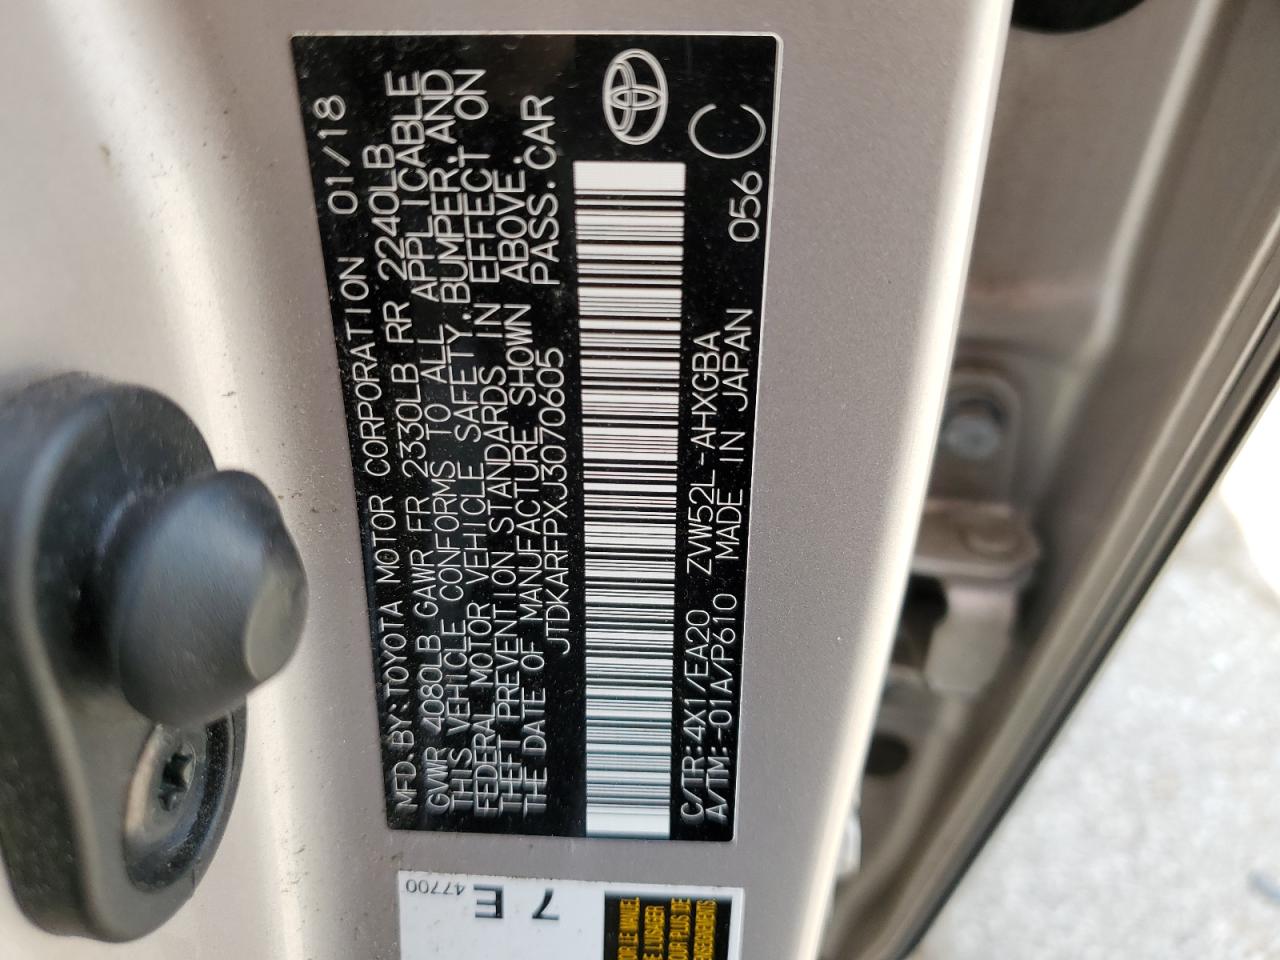 MFD. BY: TOYOTA MOTOR CORPORATION 01/18
GVWR 4080LB GAWR FR 2330LB RR 2240LB
THIS VEHICLE CONFORMS TO ALL APPLICABLE
FEDERAL MOTOR VEHICLE SAFETY, BUMPER, AND
THEFT PREVENTION STANDARDS IN EFFECT ON
THE DATE OF MANUFACTURE SHOWN ABOVE.
JTDKARFPXJ3070605 PASS. CAR
C/TR: 4X1/EA20 ZVW52L-AHXGBA 056 C
A/TM: -01A/P610 MADE IN JAPAN
47700
7E